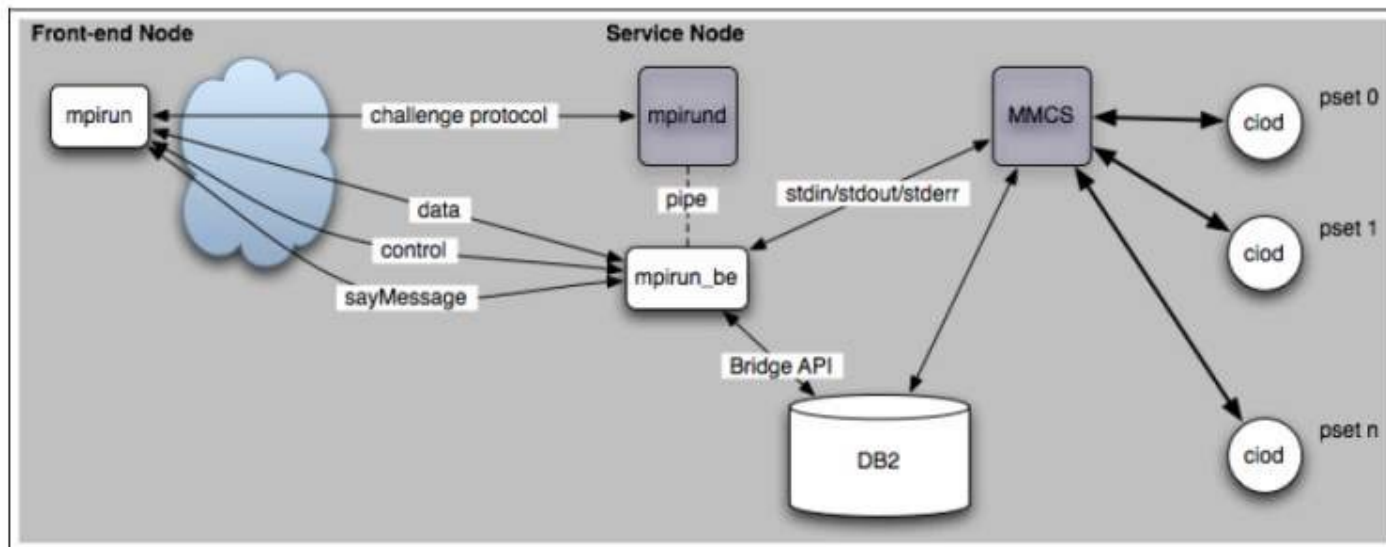 Front-end Node
Service Node
mpirun
challenge protocol
mpirund
MMCS
ciod
pset 0
data
pipe
stdin/stdout/stderr
control
mpirun_be
ciod
pset 1
sayMessage
Bridge API
DB2
ciod
pset n